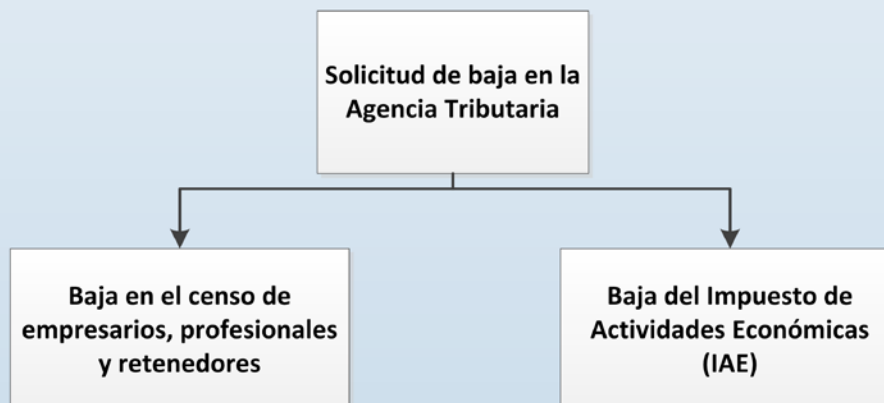 Solicitud de baja en la
Agencia Tributaria
Baja en el censo de
empresarios, profesionales
y retenedores
Baja del Impuesto de
Actividades Económicas
(IAE)